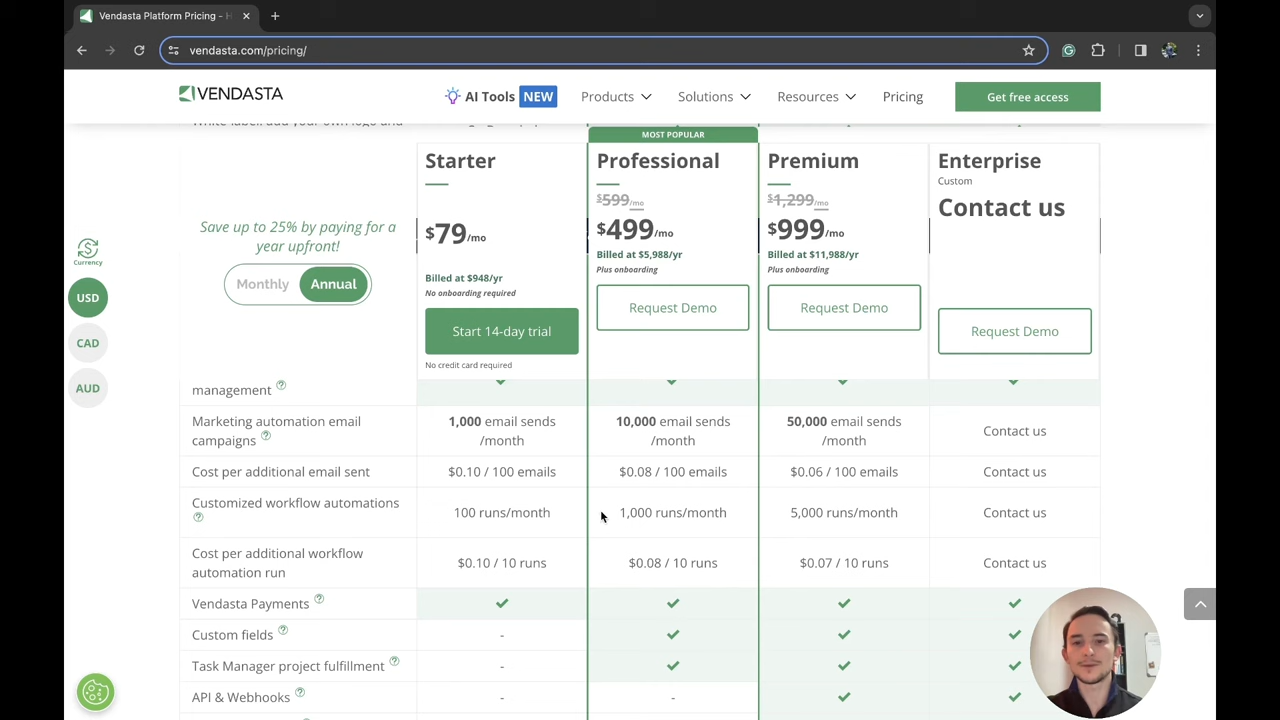 Vendasta Platform Pricing - H
vendasta.com/pricing/
VENDASTA
AI Tools NEW
Products
Solutions
Resources
Pricing
Get free access
MOST POPULAR
Starter
Professional
Premium
Enterprise
Custom
$599/mo
$1,299/mo
Contact us
$79/mo
$499/mo
$999/mo
Save up to 25% by paying for a
year upfront!
Billed at $948/yr
Billed at $5,988/yr
Billed at $11,988/yr
No onboarding required
Plus onboarding
Plus onboarding
Currency
Monthly
Annual
USD
CAD
AUD
Start 14-day trial
Request Demo
Request Demo
Request Demo
No credit card required
management
Marketing automation email
campaigns
1,000 email sends
/month
10,000 email sends
/month
50,000 email sends
/month
Contact us
Cost per additional email sent
$0.10 / 100 emails
$0.08 / 100 emails
$0.06 / 100 emails
Contact us
Customized workflow automations
100 runs/month
1,000 runs/month
5,000 runs/month
Contact us
Cost per additional workflow
automation run
$0.10 / 10 runs
$0.08 / 10 runs
$0.07 / 10 runs
Contact us
Vendasta Payments
Custom fields
-
Task Manager project fulfillment
-
API & Webhooks
-
-